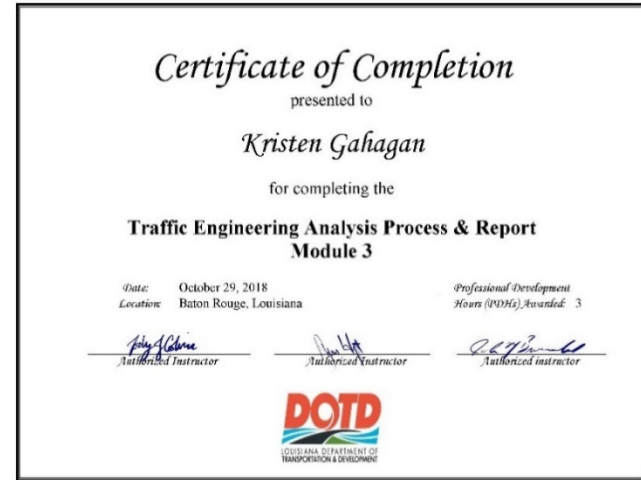 Certificate of Completion
presented to
Kristen Gahagan
for completing the
Traffic Engineering Analysis Process & Report
Module 3
Date: October 29, 2018
Location: Baton Rouge, Louisiana
Professional Development
Hours (PDHs) Awarded: 3
Authorized Instructor
Authorized Instructor
Authorized instructor
DOTD
LOUISIANA DEPARTMENT OF
TRANSPORTATION & DEVELOPMENT